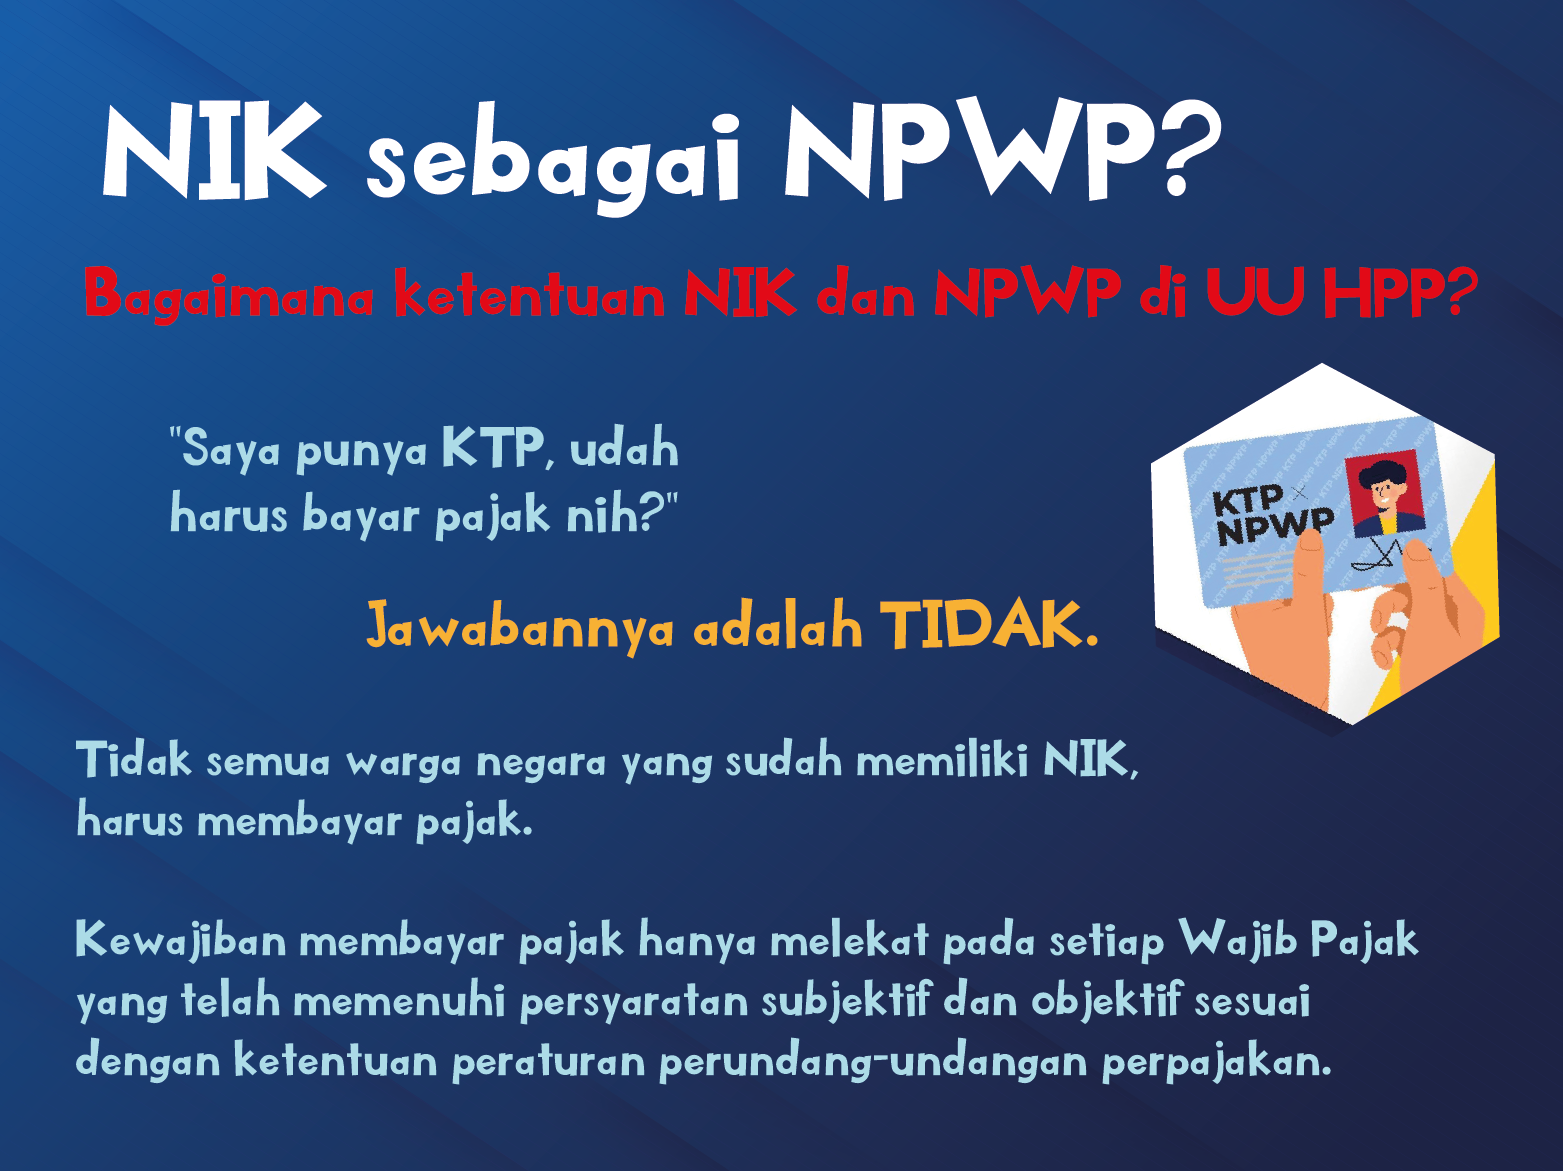 NIK sebagai NPWP?
Bagaimana ketentuan NIK dan NPWP di UU HPP?
"Saya punya KTP, udah
harus bayar pajak nih?"
KTP x
NPWP
Jawabannya adalah TIDAK.
Tidak semua warga negara yang sudah memiliki NIK,
harus membayar pajak.
Kewajiban membayar pajak hanya melekat pada setiap Wajib Pajak
yang telah memenuhi persyaratan subjektif dan objektif sesuai
dengan ketentuan peraturan perundang-undangan perpajakan.